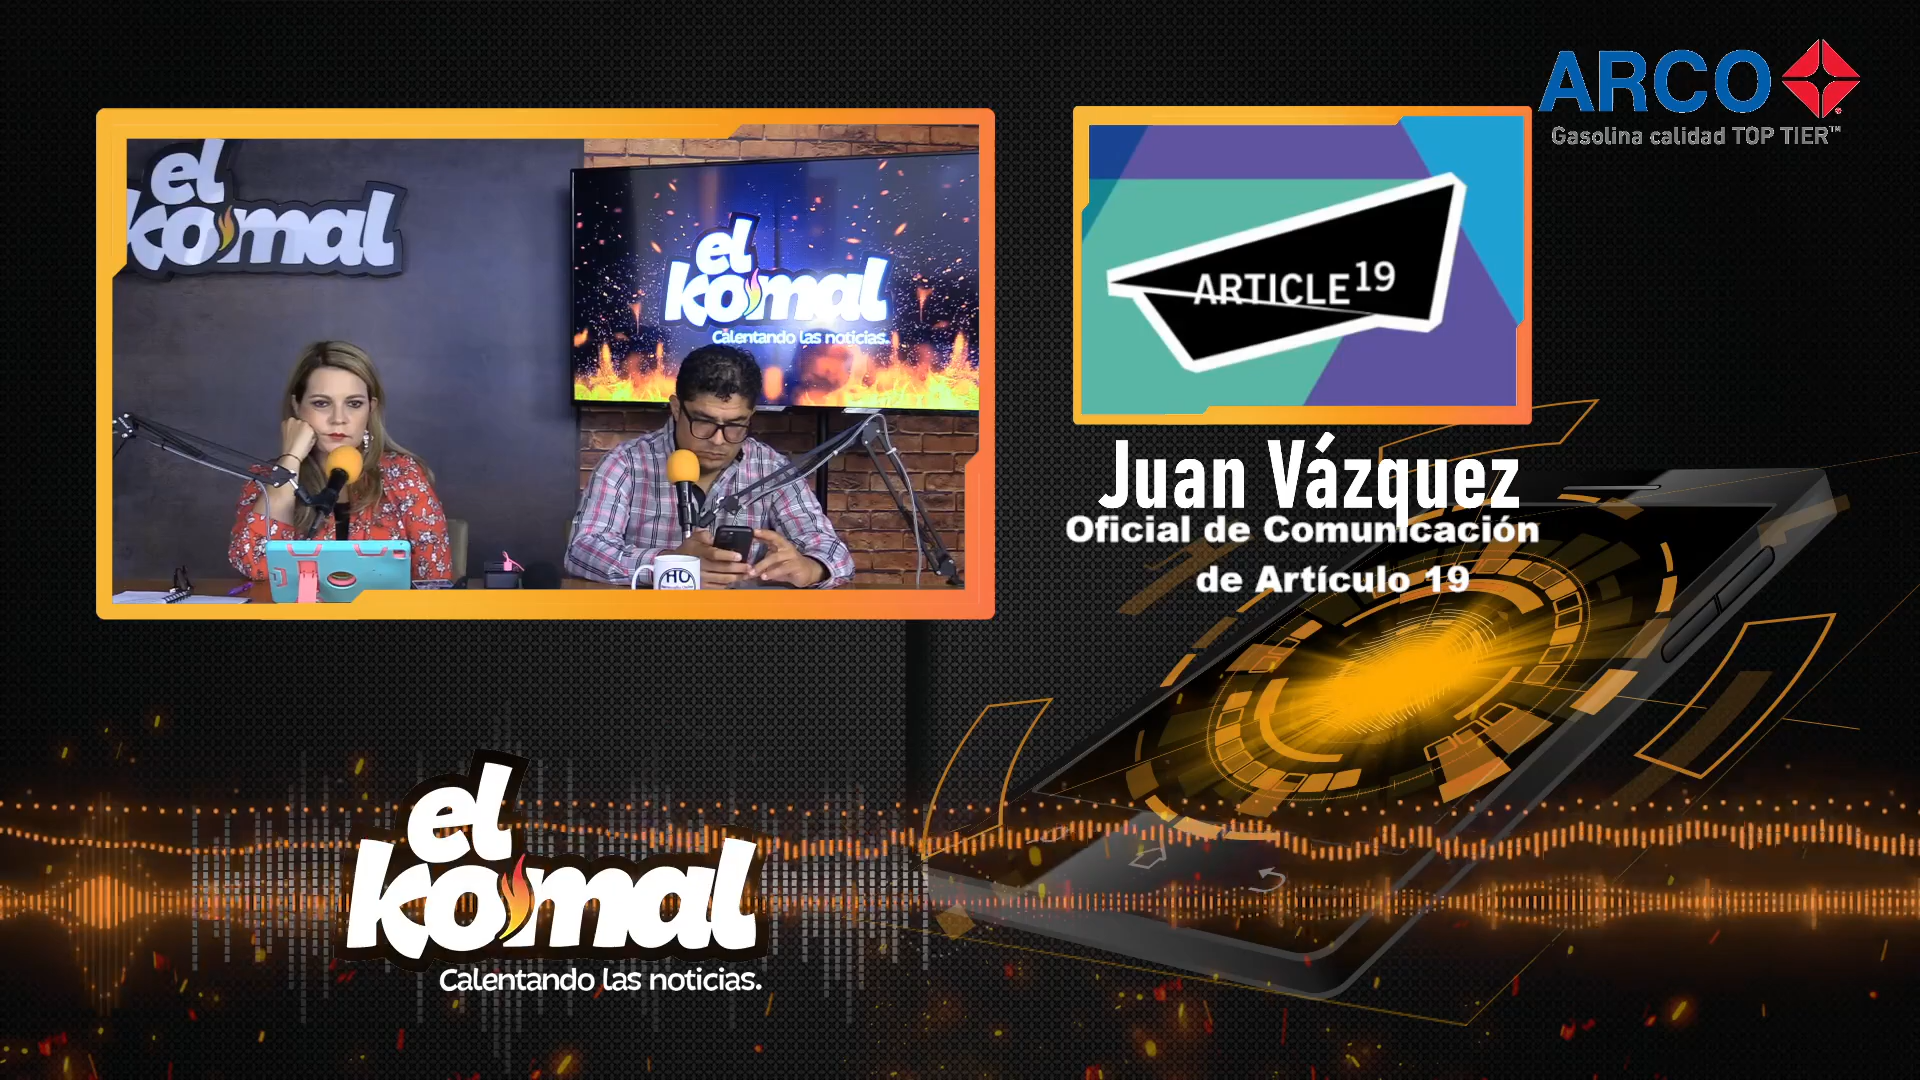 ARCO
Gasolina calidad TOP TIER™
el
komal
el
komal
Calentando las noticias.
ARTICLE 19
Juan Vázquez
Oficial de Comunicación
de Artículo 19
HO
el
komal
Calentando las noticias.